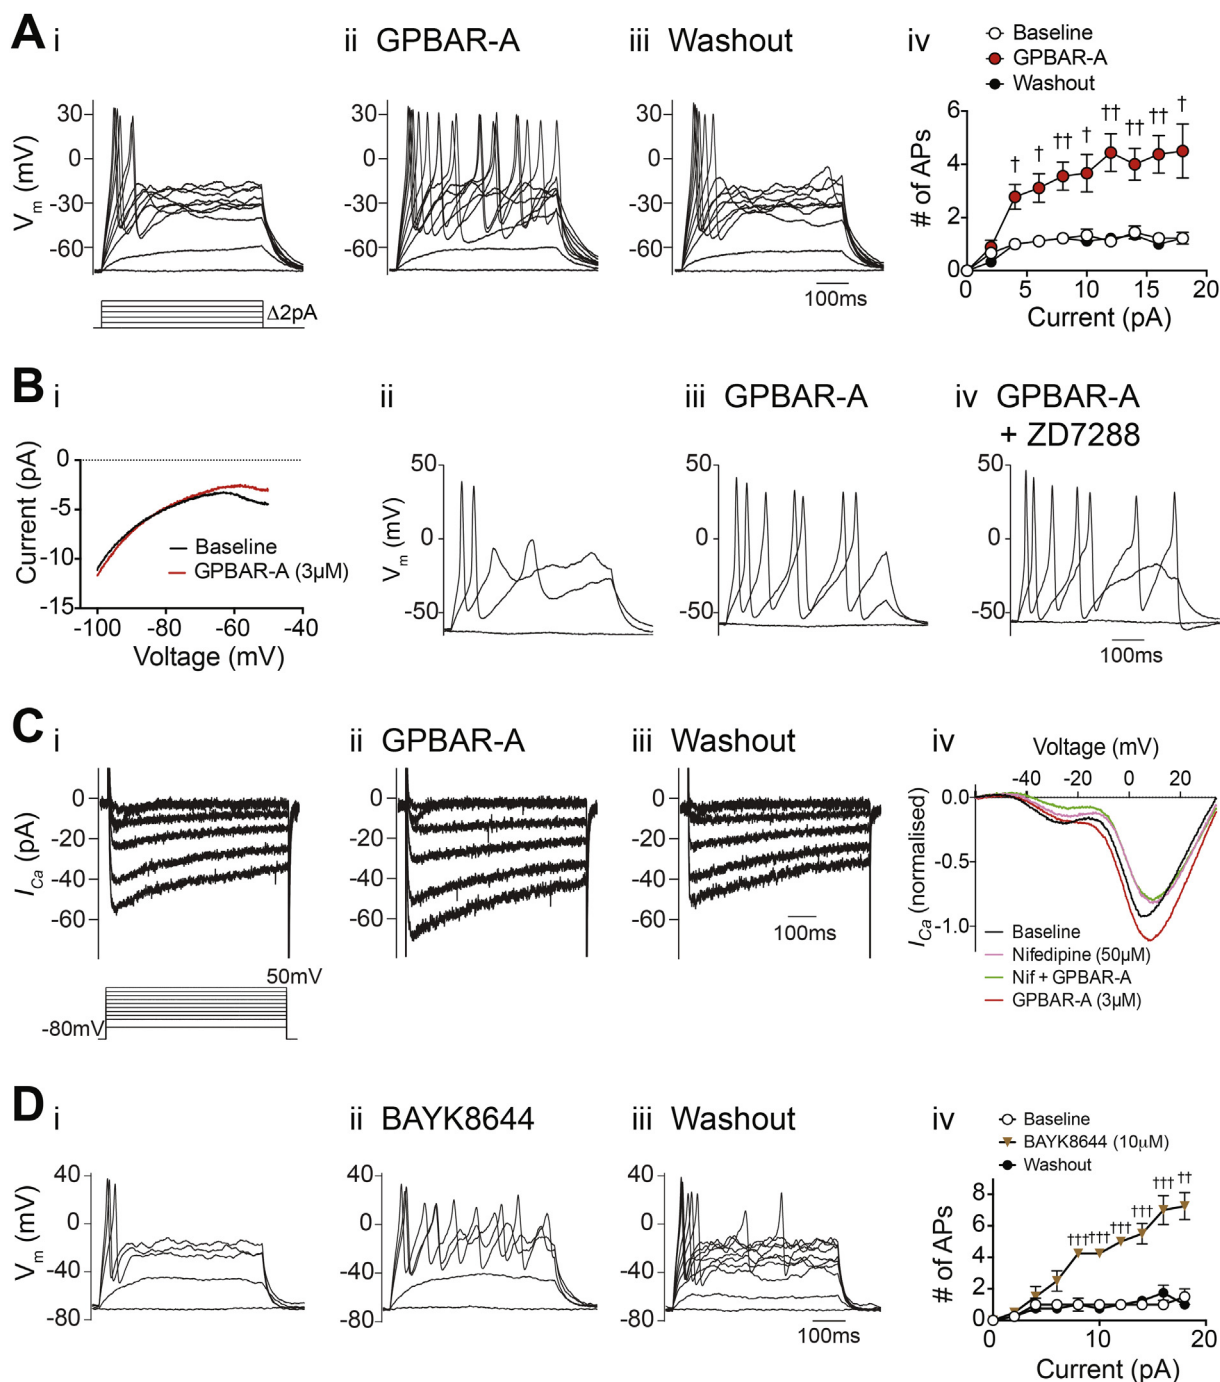 A
i
ii GPBAR-A
iii Washout
iv
Baseline
GPBAR-A
Washout
30
0
-30
-60
Vm (mV)
30
0
-30
-60
30
0
-30
-60
100ms
Δ2pA
6
4
2
0
# of APs
† † †† † †† †† †† †
0 5 10 15 20
Current (pA)
B
i
ii
iii GPBAR-A
iv GPBAR-A
+ ZD7288
0
-5
-10
-15
Current (pA)
Baseline
GPBAR-A (3µM)
-100 -80 -60 -40
Voltage (mV)
50
0
-50
Vm (mV)
50
0
-50
50
0
-50
100ms
C
i
ii GPBAR-A
iii Washout
iv
Voltage (mV)
-40 -20 0 20
0
-20
-40
-60
ICa (pA)
0
-20
-40
-60
0
-20
-40
-60
100ms
0.0
-0.5
-1.0
ICa (normalised)
Baseline
Nifedipine (50µM)
Nif + GPBAR-A
GPBAR-A (3µM)
50mV
-80mV
D
i
ii BAYK8644
iii Washout
iv
Baseline
BAYK8644 (10µM)
Washout
40
0
-40
-80
Vm (mV)
40
0
-40
-80
40
0
-40
-80
100ms
8
6
4
2
0
# of APs
††† ††† ††† ††† ††† ††
0 10 20
Current (pA)